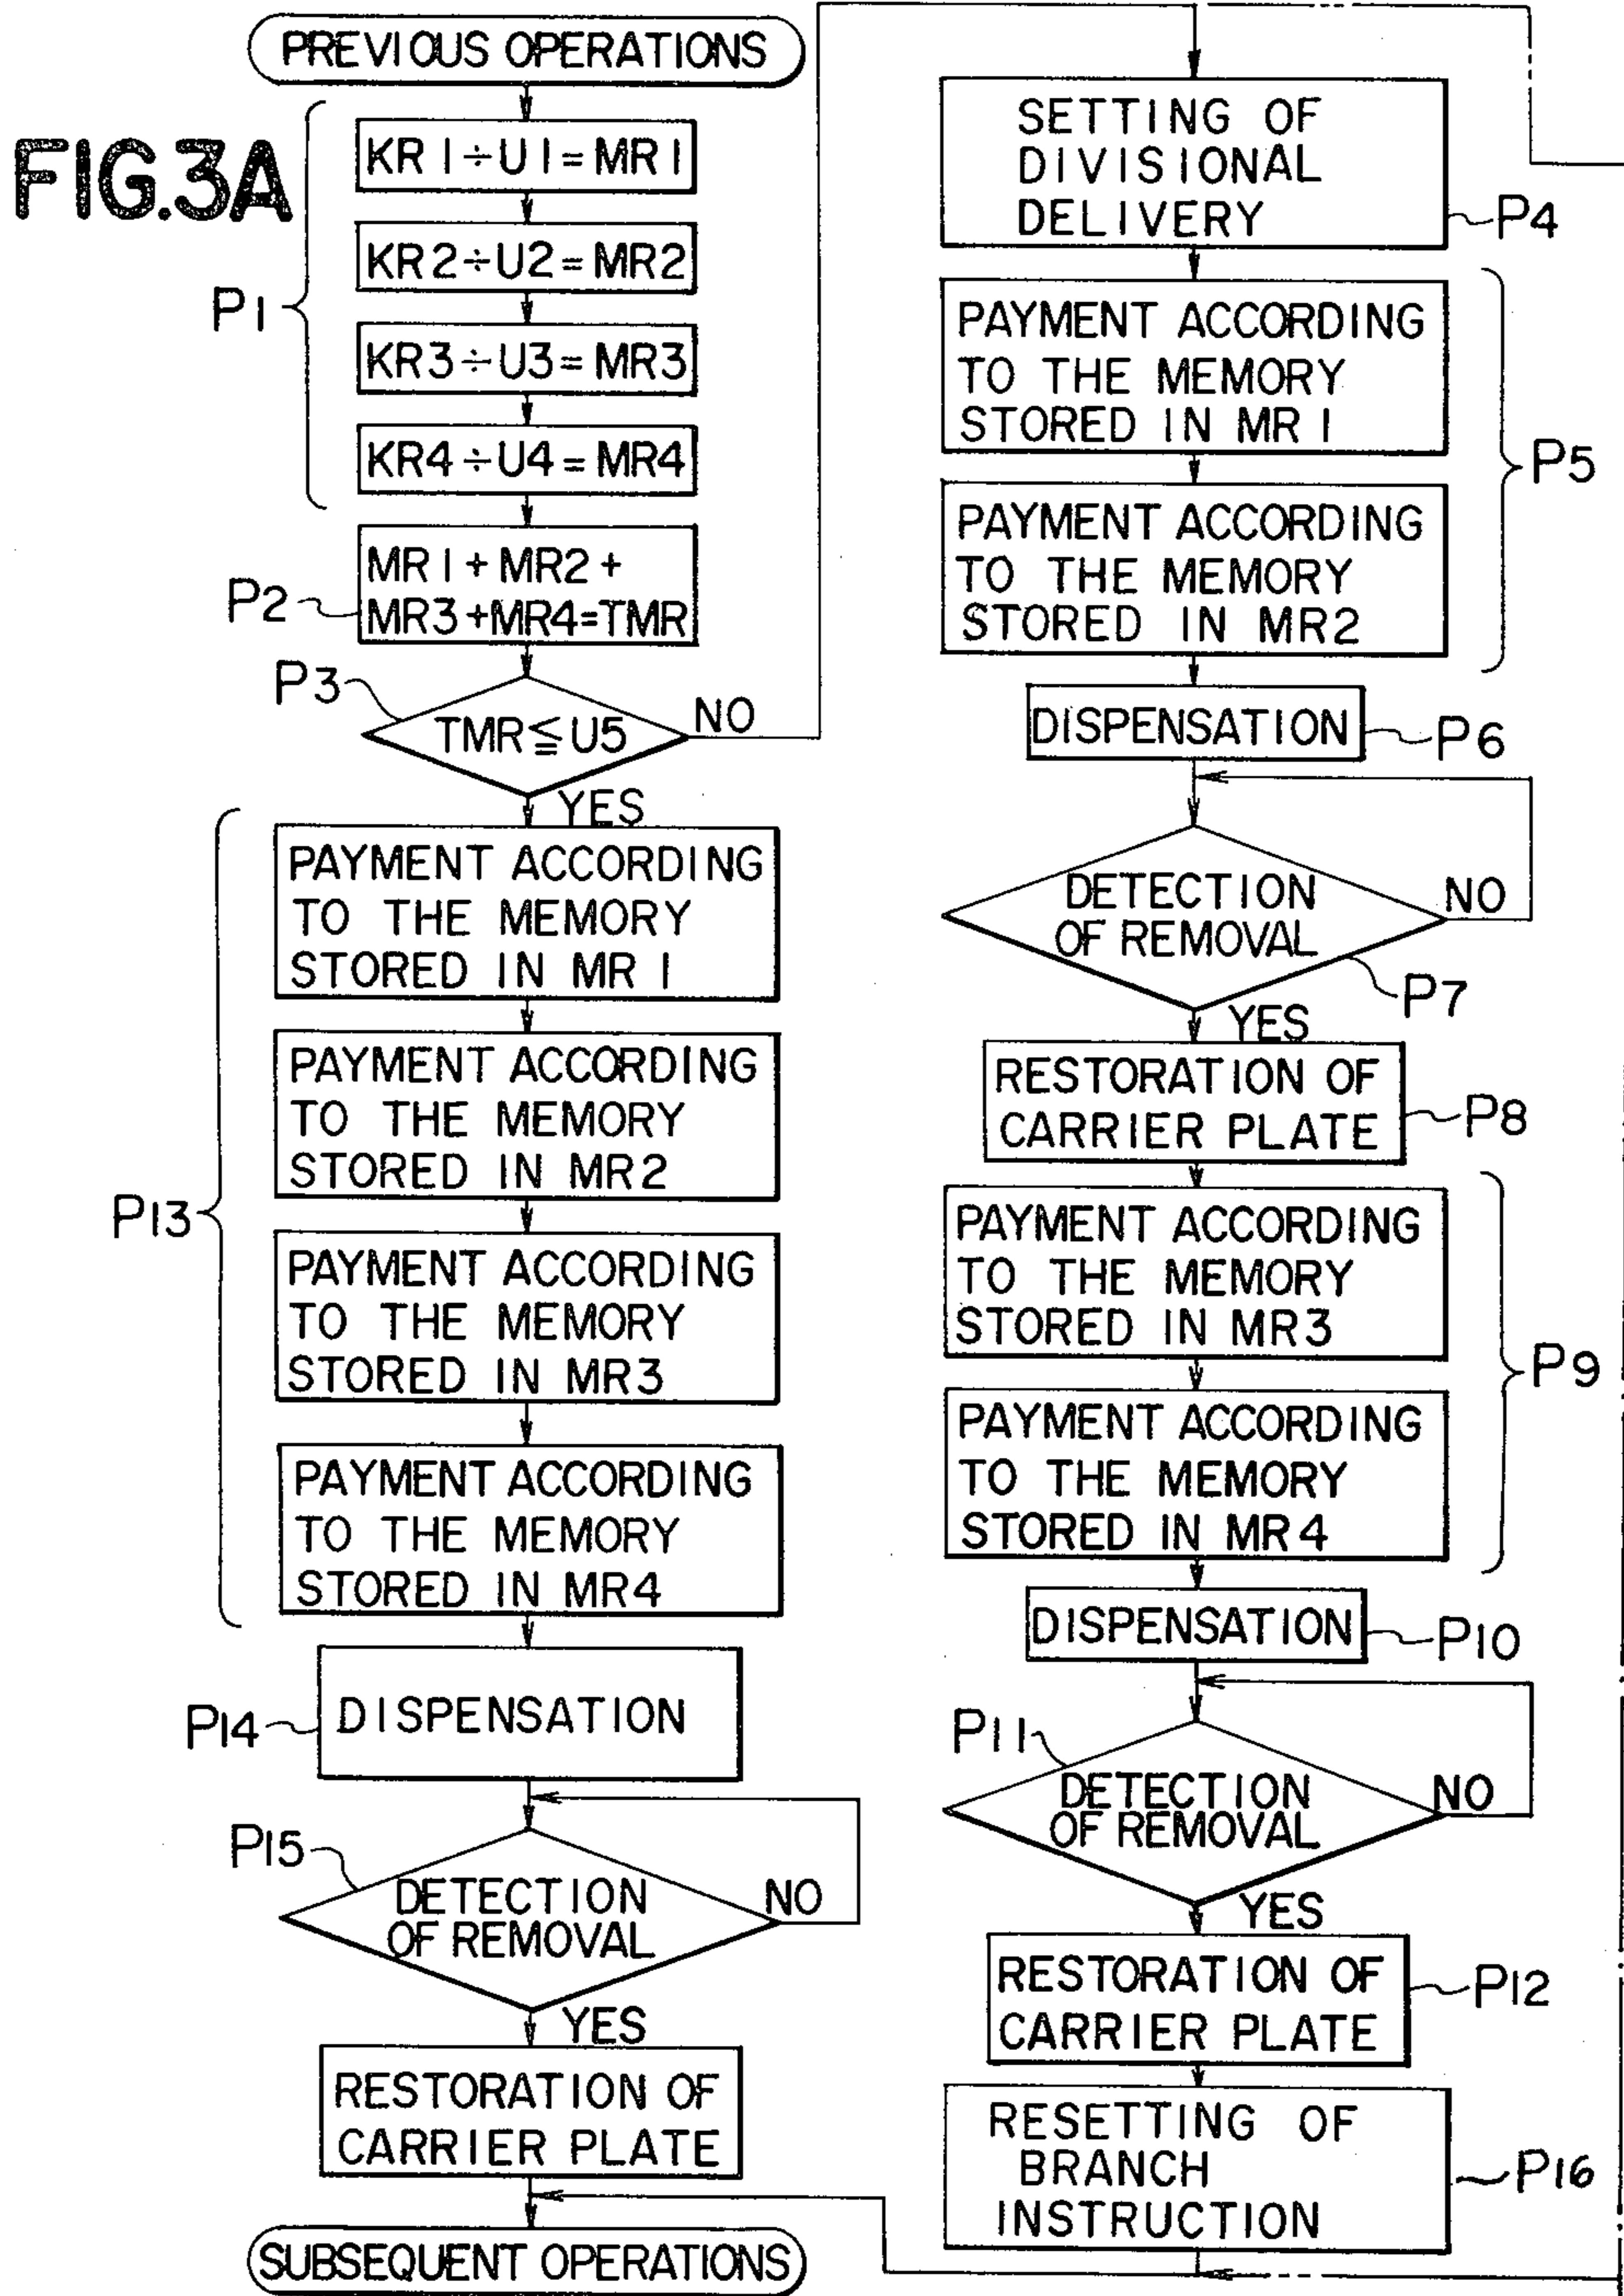 FIG.3A
PREVIOUS OPERATIONS
P1
KR1÷U1=MR1
KR2÷U2=MR2
KR3÷U3=MR3
KR4÷U4=MR4
P2
MR1+MR2+
MR3+MR4=TMR
P3
TMR≦U5
NO
YES
P13
PAYMENT ACCORDING
TO THE MEMORY
STORED IN MR1
PAYMENT ACCORDING
TO THE MEMORY
STORED IN MR2
PAYMENT ACCORDING
TO THE MEMORY
STORED IN MR3
PAYMENT ACCORDING
TO THE MEMORY
STORED IN MR4
P14
DISPENSATION
P15
DETECTION
OF REMOVAL
NO
YES
RESTORATION OF
CARRIER PLATE
SUBSEQUENT OPERATIONS
SETTING OF
DIVISIONAL
DELIVERY
P4
PAYMENT ACCORDING
TO THE MEMORY
STORED IN MR1
P5
PAYMENT ACCORDING
TO THE MEMORY
STORED IN MR2
DISPENSATION
P6
DETECTION
OF REMOVAL
NO
P7
YES
RESTORATION OF
CARRIER PLATE
P8
PAYMENT ACCORDING
TO THE MEMORY
STORED IN MR3
P9
PAYMENT ACCORDING
TO THE MEMORY
STORED IN MR4
DISPENSATION
P10
P11
DETECTION
OF REMOVAL
NO
YES
RESTORATION OF
CARRIER PLATE
P12
RESETTING OF
BRANCH
INSTRUCTION
P16